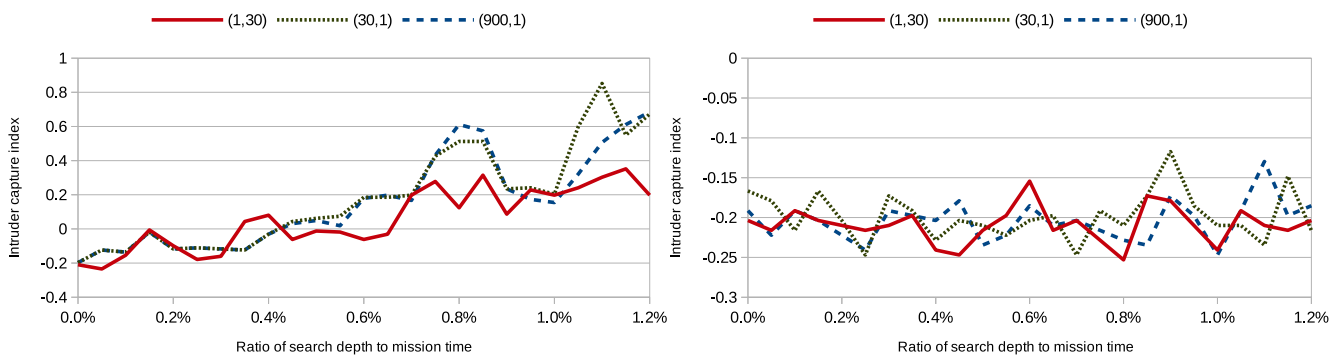 (1,30) (30,1) (900,1)
Intruder capture index
1
0.8
0.6
0.4
0.2
0
-0.2
-0.4
0.0% 0.2% 0.4% 0.6% 0.8% 1.0% 1.2%
Ratio of search depth to mission time
(1,30) (30,1) (900,1)
Intruder capture index
0
-0.05
-0.1
-0.15
-0.2
-0.25
-0.3
0.0% 0.2% 0.4% 0.6% 0.8% 1.0% 1.2%
Ratio of search depth to mission time